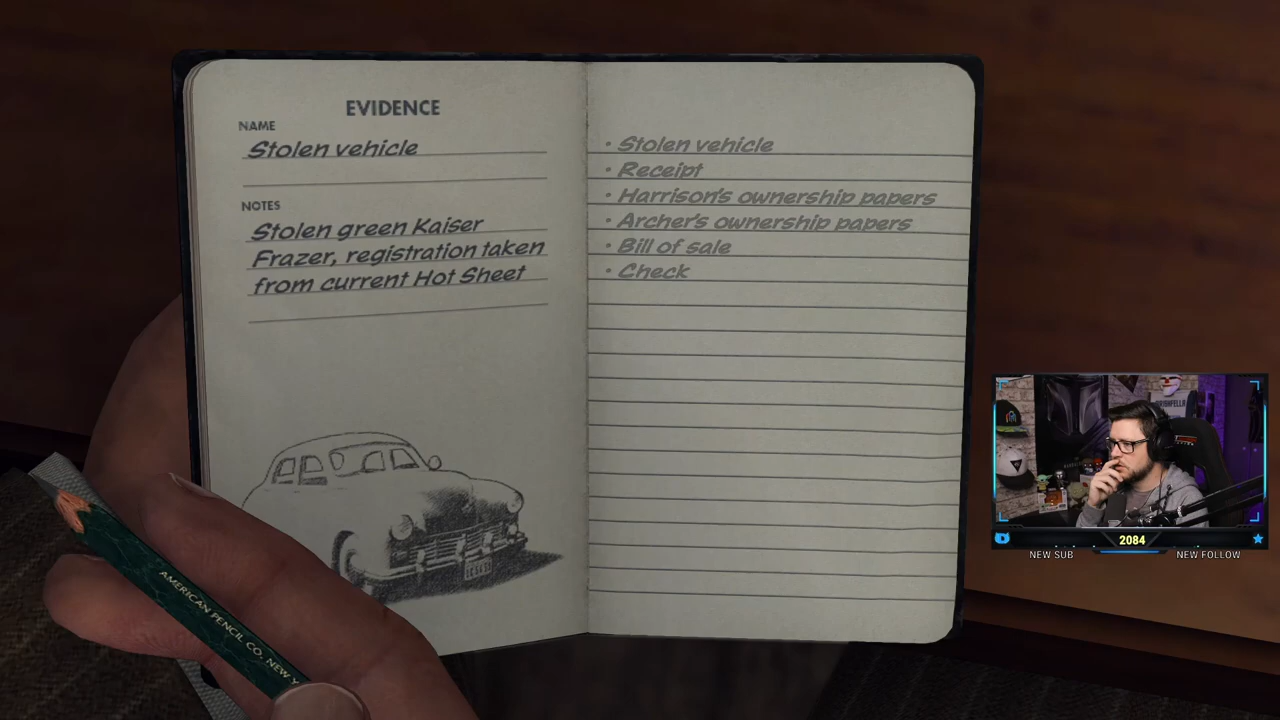 EVIDENCE
NAME
Stolen vehicle
NOTES
Stolen green Kaiser
Frazer, registration taken
from current Hot Sheet
• Stolen vehicle
• Receipt
• Harrison's ownership papers
• Archer's ownership papers
• Bill of sale
• Check
AMERICAN PENCIL CO. NEW Y
2084
NEW SUB
NEW FOLLOW